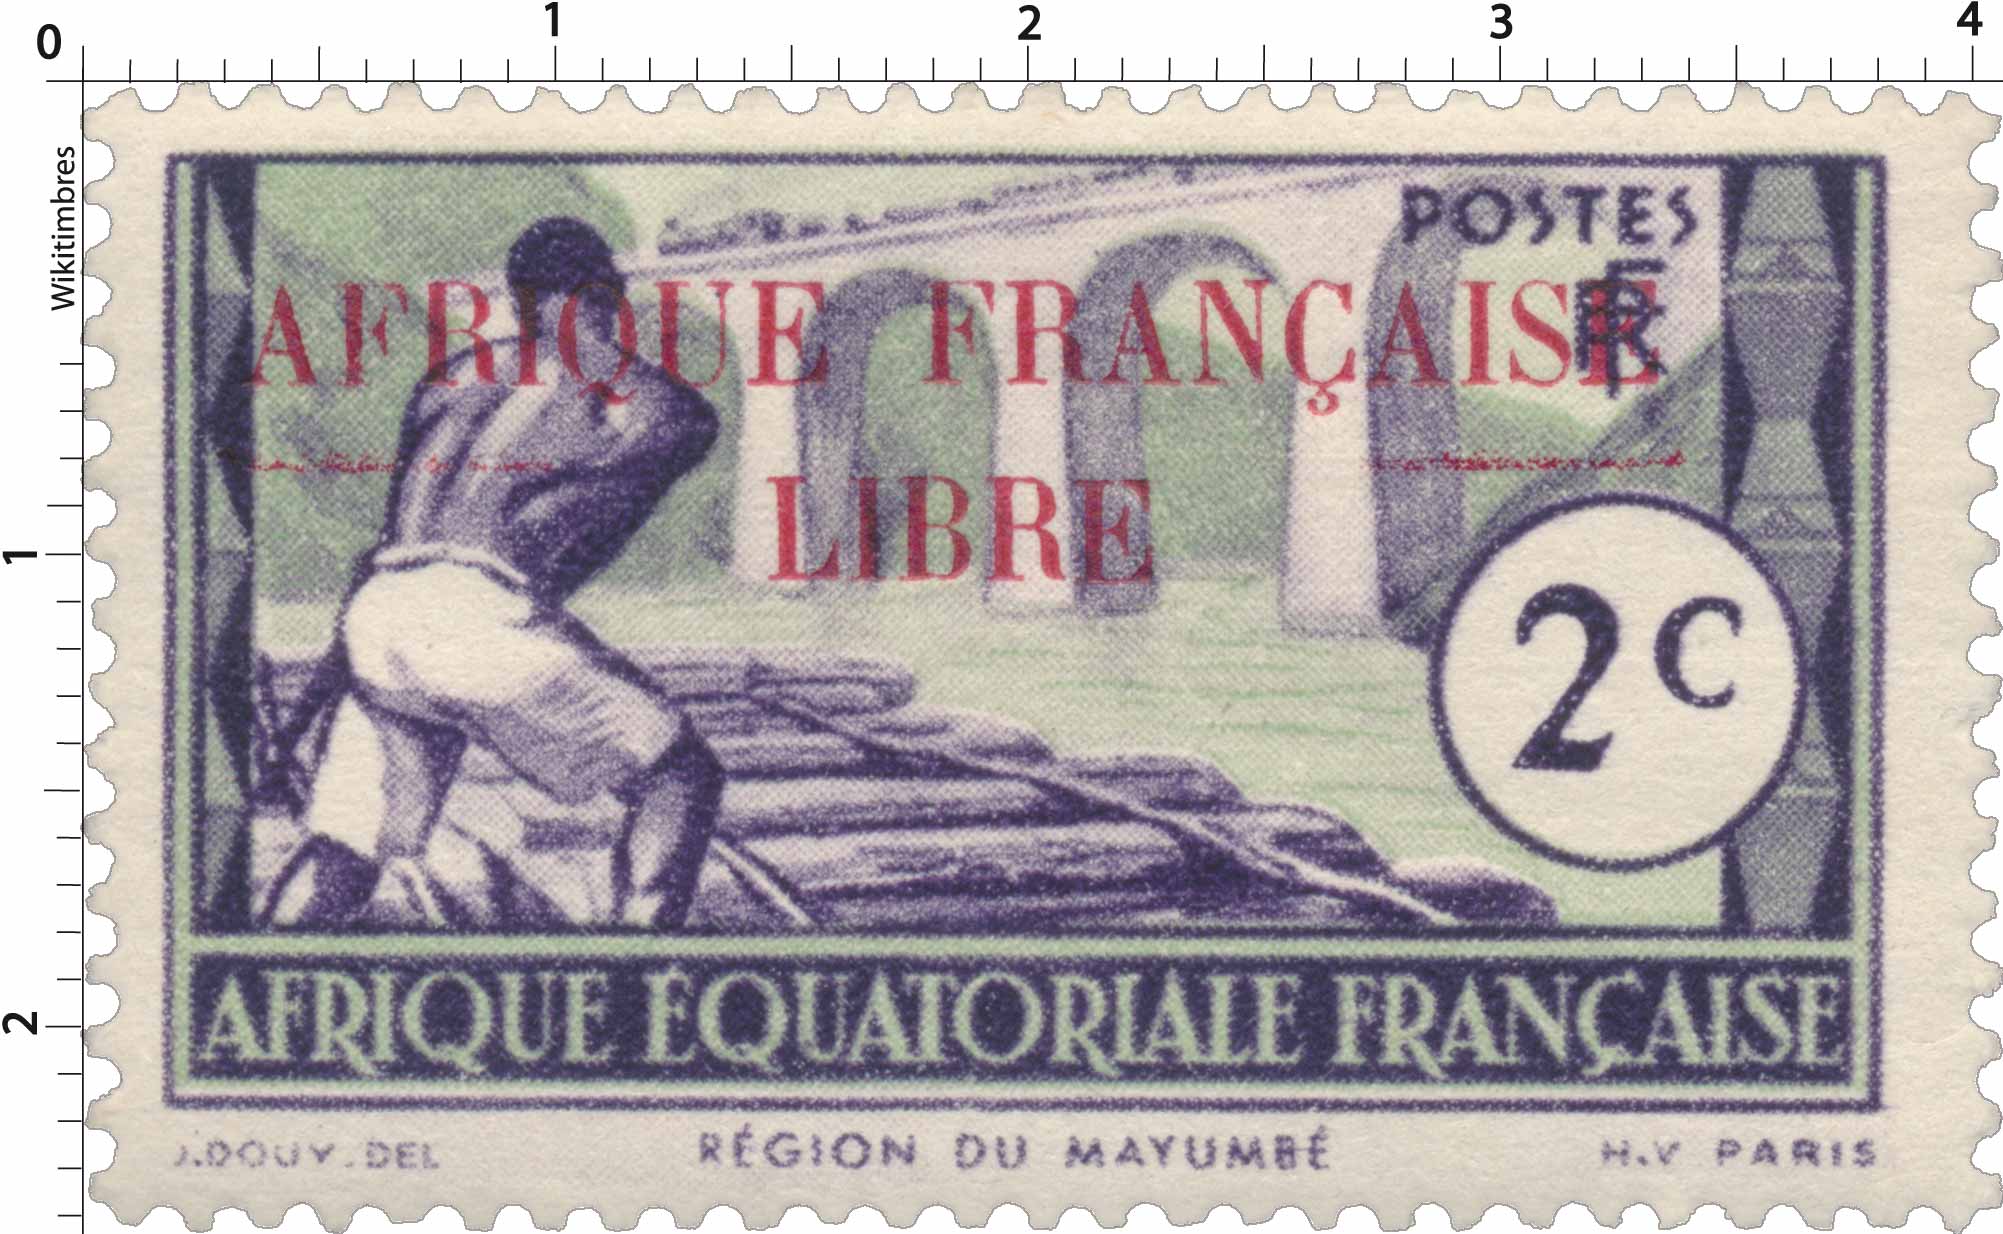 0 1 2 3 4
Wikitimbres
POSTES
RF
AFRIQUE FRANÇAISE
LIBRE
1
2c
2
AFRIQUE ÉQUATORIALE FRANÇAISE
J.DOUY.DEL RÉGION DU MAYUMBÉ H.V PARIS